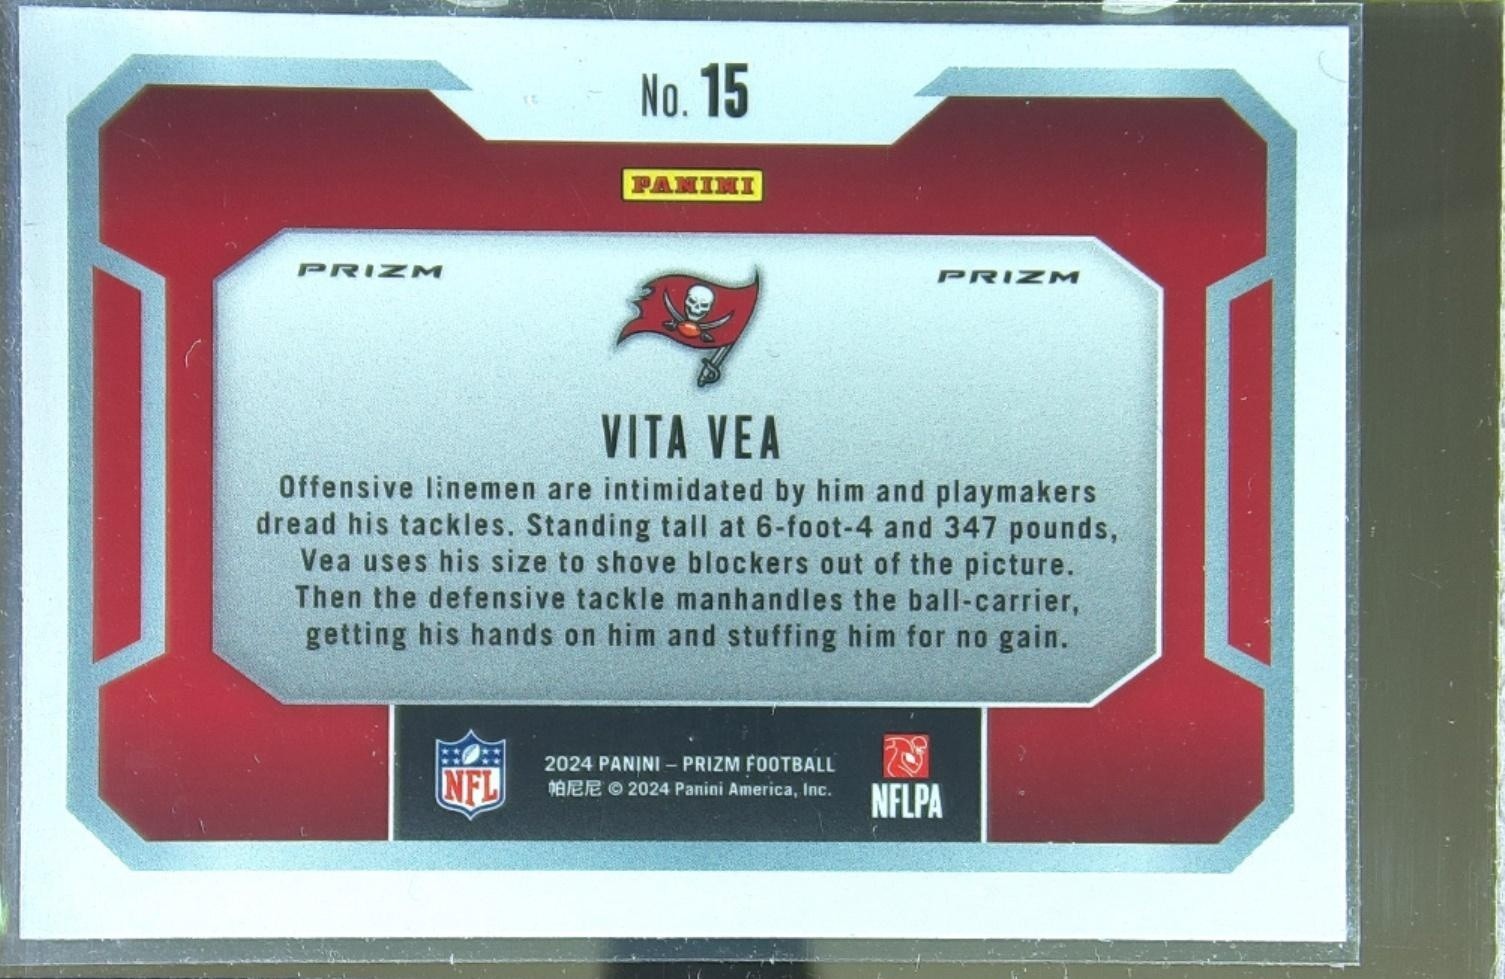 No. 15
PANINI
PRIZM PRIZM
VITA VEA
Offensive linemen are intimidated by him and playmakers
dread his tackles. Standing tall at 6-foot-4 and 347 pounds,
Vea uses his size to shove blockers out of the picture.
Then the defensive tackle manhandles the ball-carrier,
getting his hands on him and stuffing him for no gain.
NFL
2024 PANINI – PRIZM FOOTBALL
帕尼尼 © 2024 Panini America, Inc.
NFLPA